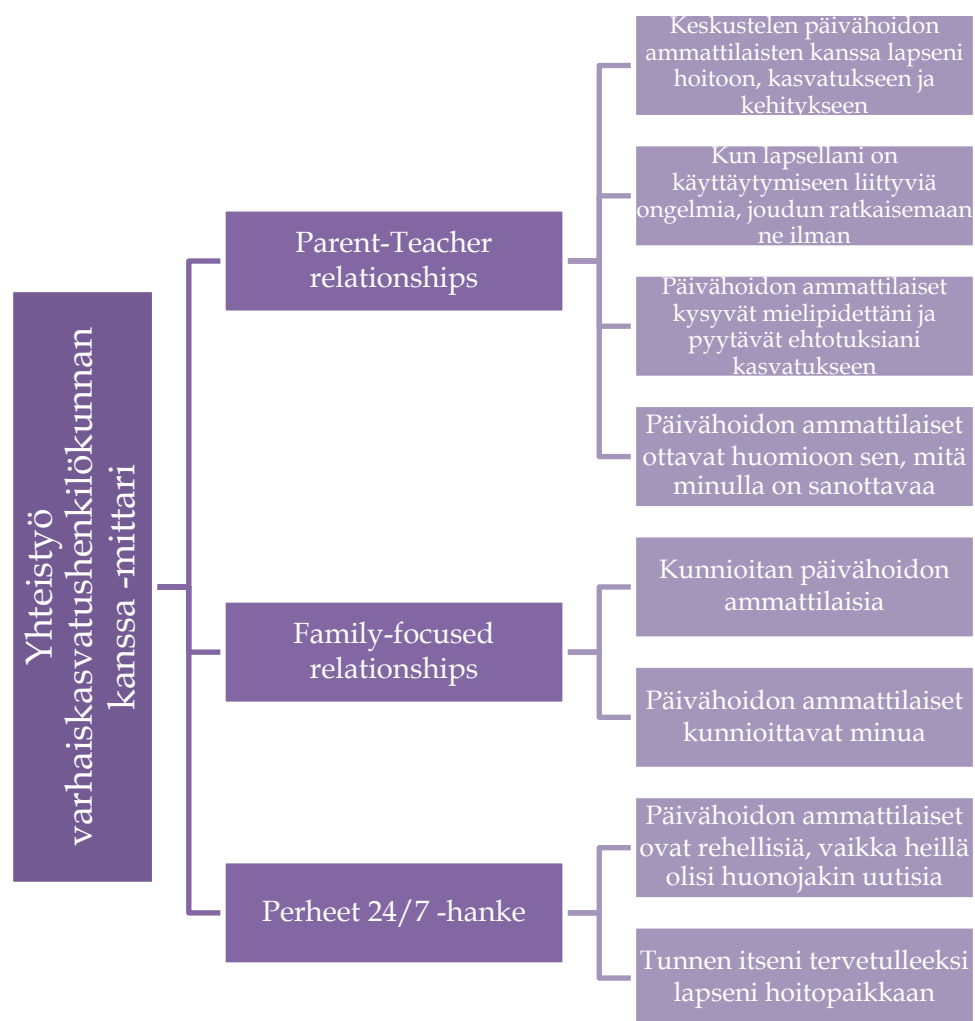 Yhteistyö
varhaiskasvatushenkilökunnan
kanssa -mittari
Parent-Teacher
relationships
Keskustelen päivähoidon
ammattilaisten kanssa lapseni
hoitoon, kasvatukseen ja
kehitykseen
Kun lapsellani on
käyttäytymiseen liittyviä
ongelmia, joudun ratkaisemaan
ne ilman
Päivähoidon ammattilaiset
kysyvät mielipidettäni ja
pyytävät ehtotuksiani
kasvatukseen
Päivähoidon ammattilaiset
ottavat huomioon sen, mitä
minulla on sanottavaa
Family-focused
relationships
Kunnioitan päivähoidon
ammattilaisia
Päivähoidon ammattilaiset
kunnioittavat minua
Perheet 24/7 -hanke
Päivähoidon ammattilaiset
ovat rehellisiä, vaikka heillä
olisi huonojakin uutisia
Tunnen itseni tervetulleeksi
lapseni hoitopaikkaan